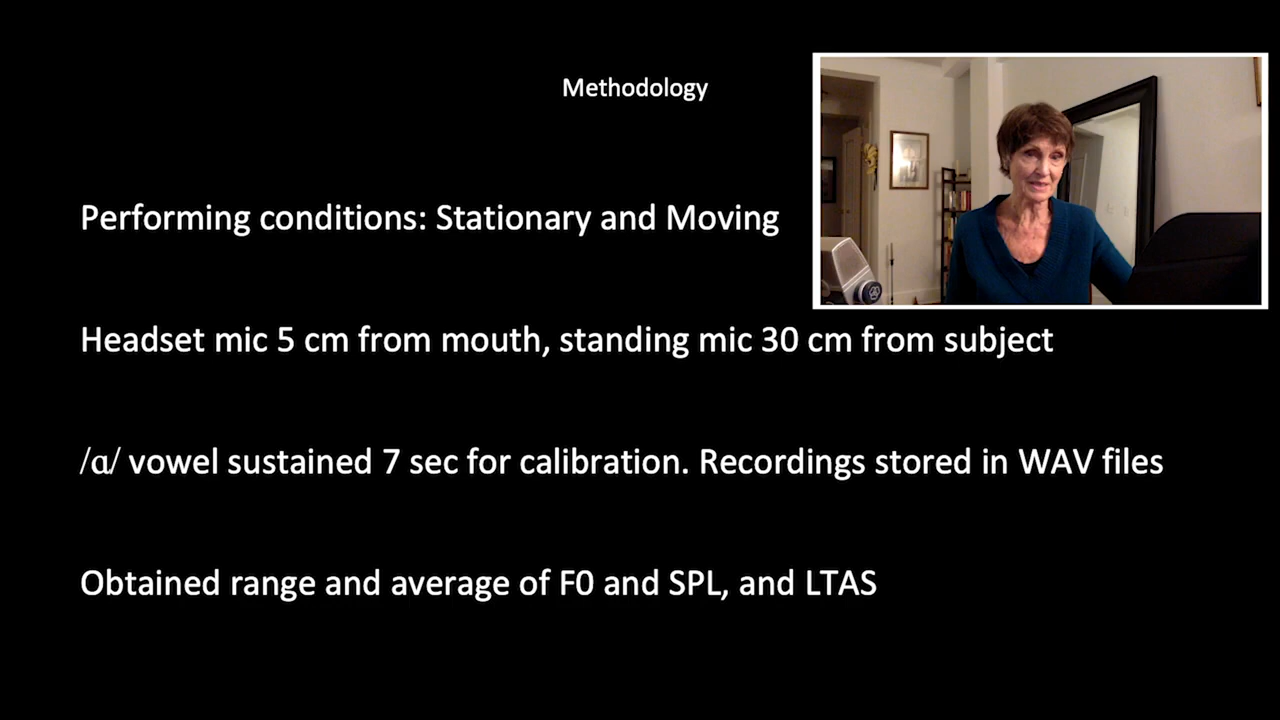 Methodology
Performing conditions: Stationary and Moving
Headset mic 5 cm from mouth, standing mic 30 cm from subject
/ɑ/ vowel sustained 7 sec for calibration. Recordings stored in WAV files
Obtained range and average of F0 and SPL, and LTAS